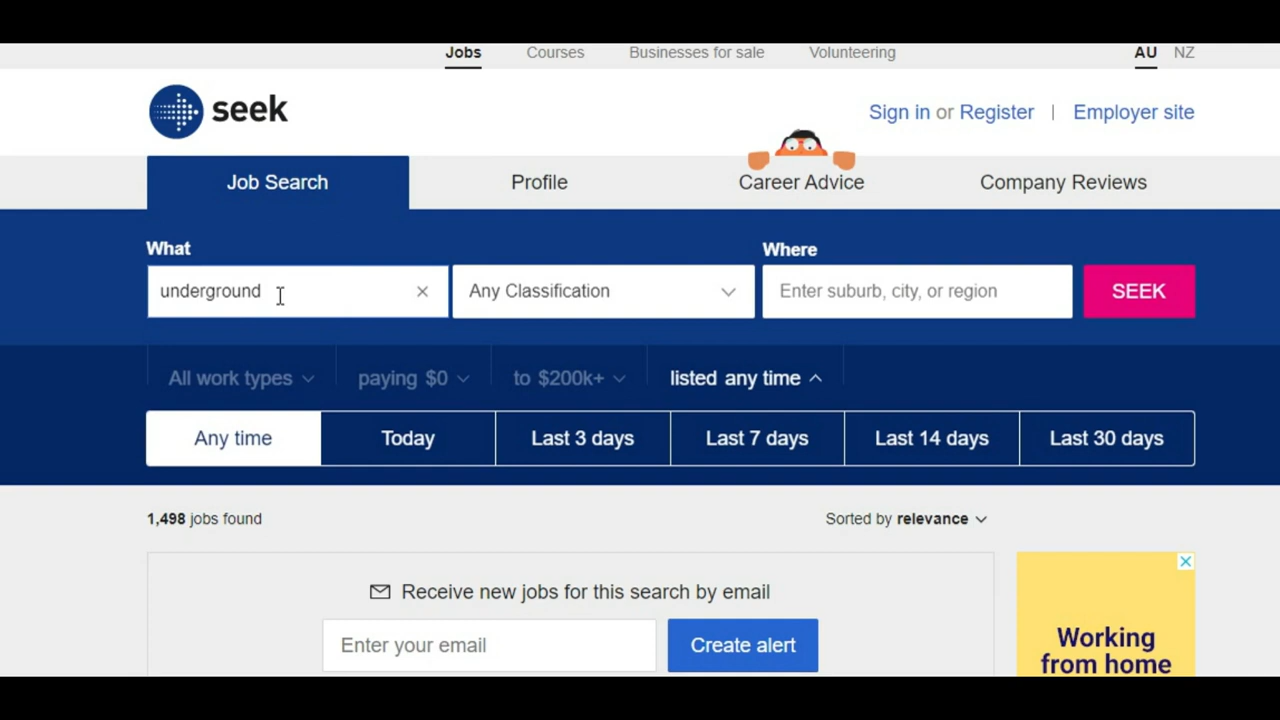 Jobs Courses Businesses for sale Volunteering AU NZ
seek
Sign in or Register | Employer site
Job Search Profile Career Advice Company Reviews
What
Where
underground
Any Classification
Enter suburb, city, or region
SEEK
All work types paying $0 to $200k+ listed any time
Any time Today Last 3 days Last 7 days Last 14 days Last 30 days
1,498 jobs found
Sorted by relevance
Receive new jobs for this search by email
Enter your email
Create alert
Working
from home